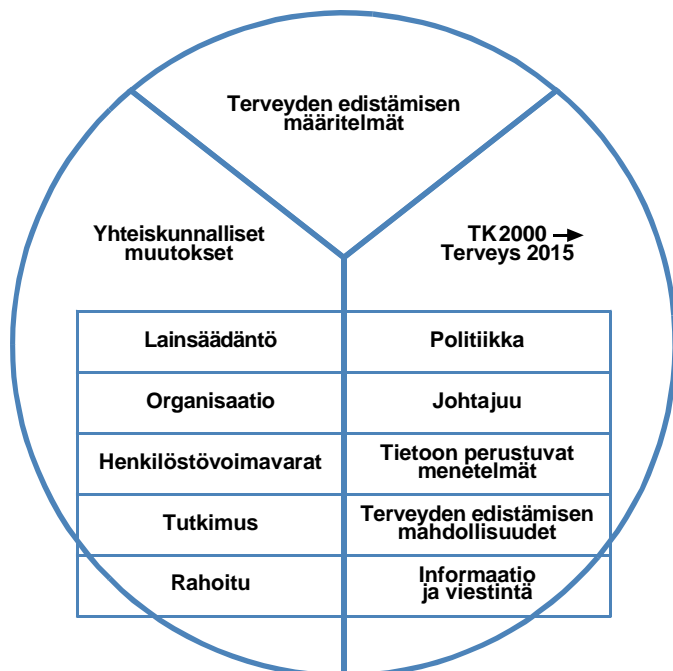 Terveyden edistämisen
määritelmät
Yhteiskunnalliset
muutokset
TK2000 →
Terveys 2015
Lainsäädäntö
Politiikka
Organisaatio
Johtajuu
Henkilöstövoimavarat
Tietoon perustuvat
menetelmät
Tutkimus
Terveyden edistämisen
mahdollisuudet
Rahoitu
Informaatio
ja viestintä